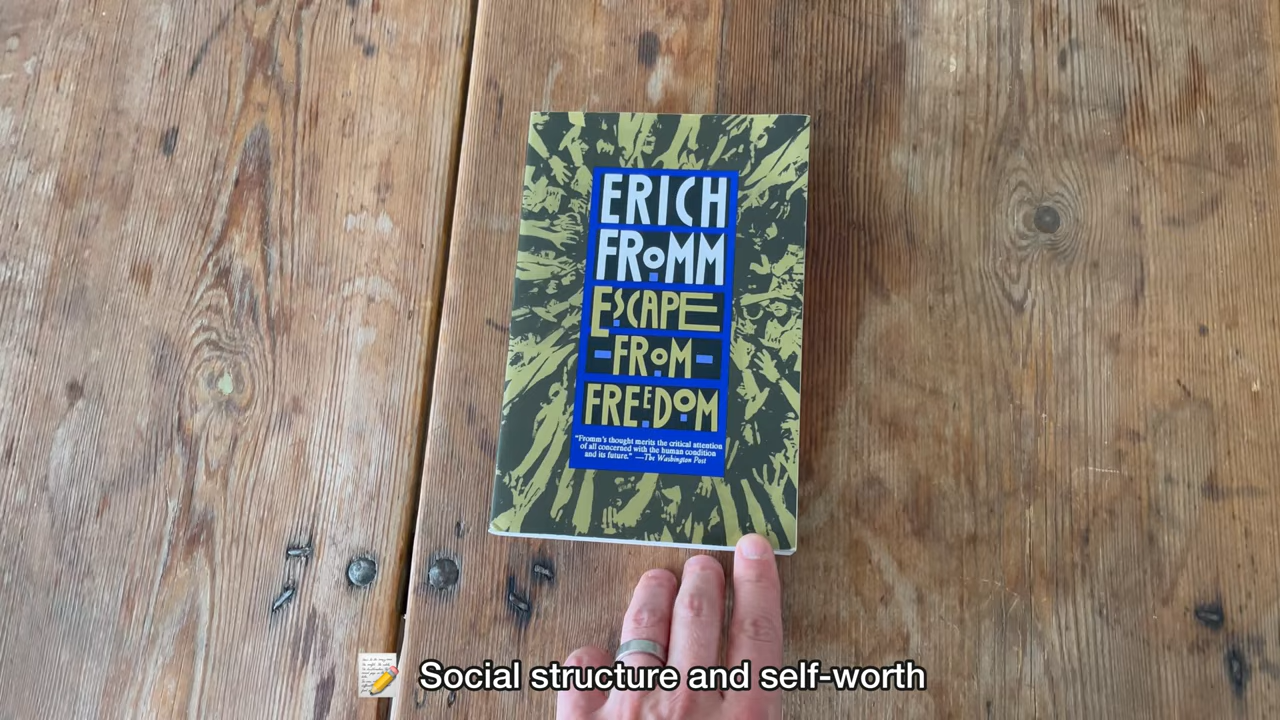 ERICH
FROMM
ESCAPE
-FROM-
FREEDOM
"Fromm's thought merits the critical attention
of all concerned with the human condition
and its future." —The Washington Post
Social structure and self-worth